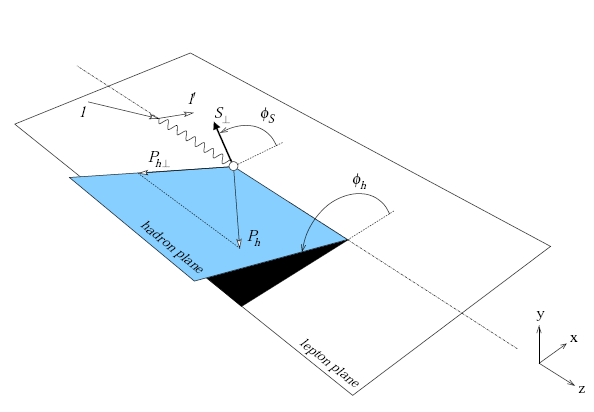 l
l′
S⊥
ϕS
Ph⊥
ϕh
Ph
hadron plane
lepton plane
y
x
z